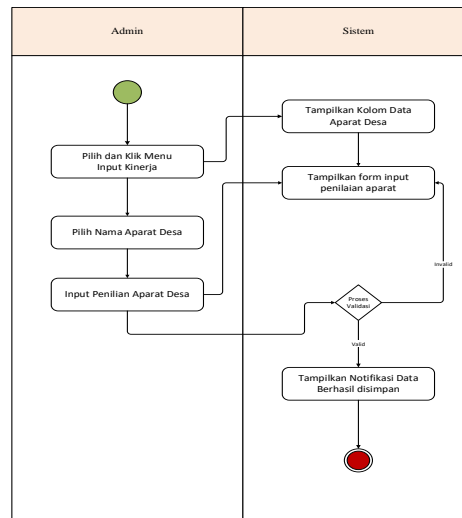 Admin
Sistem
Tampilkan Kolom Data
Aparat Desa
Pilih dan Klik Menu
Input Kinerja
Tampilkan form input
penilaian aparat
Pilih Nama Aparat Desa
Input Penilian Aparat Desa
Invalid
Proses
Validasi
Valid
Tampilkan Notifikasi Data
Berhasil disimpan